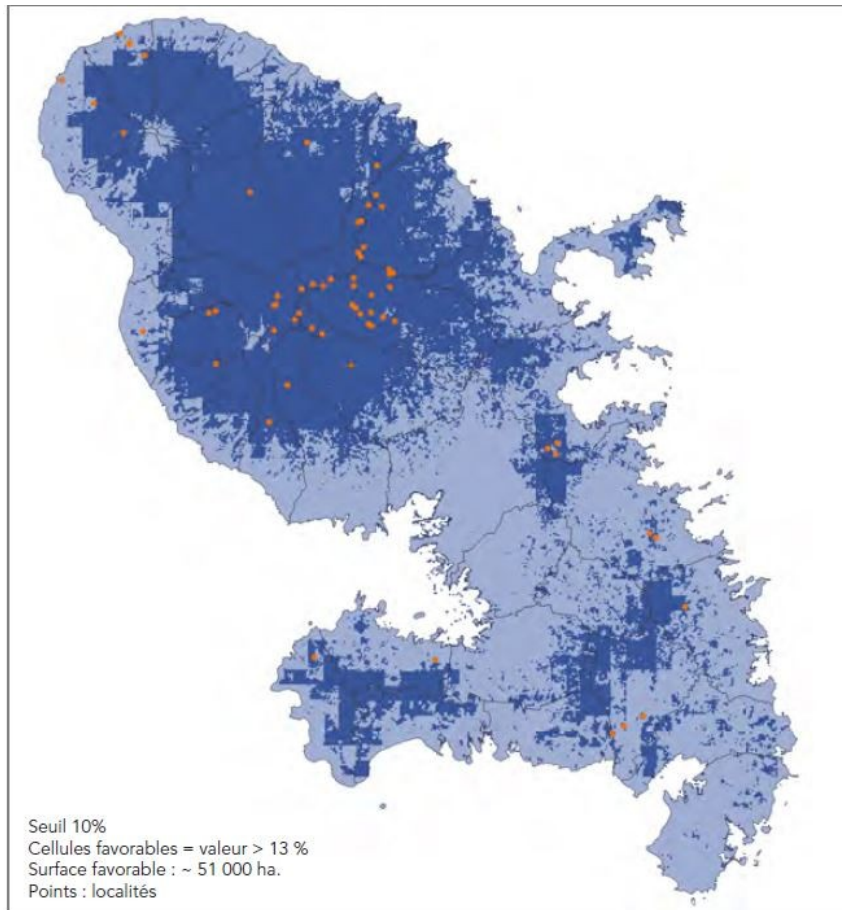 Seuil 10%
Cellules favorables = valeur > 13 %
Surface favorable : ~ 51 000 ha.
Points : localités